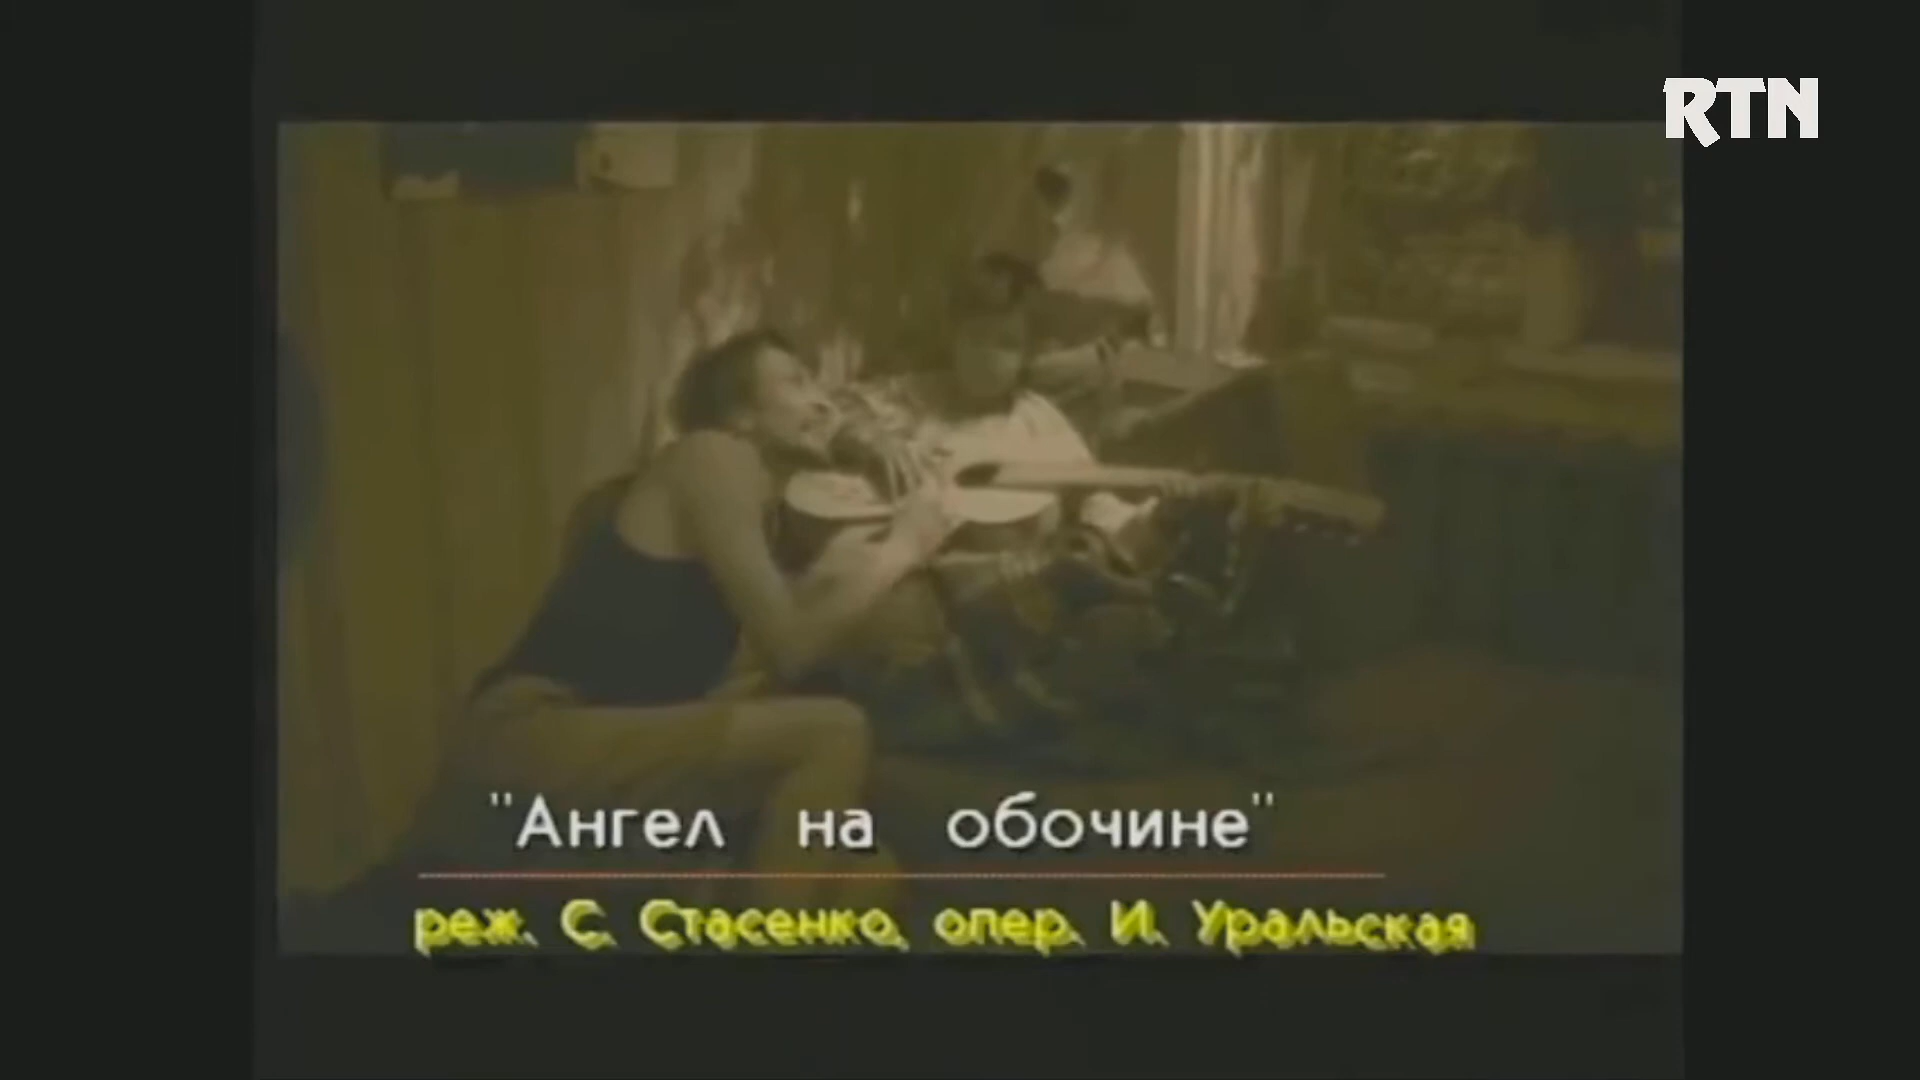 RTN
"Ангел на обочине"
реж. С. Стасенко, опер. И. Уральская